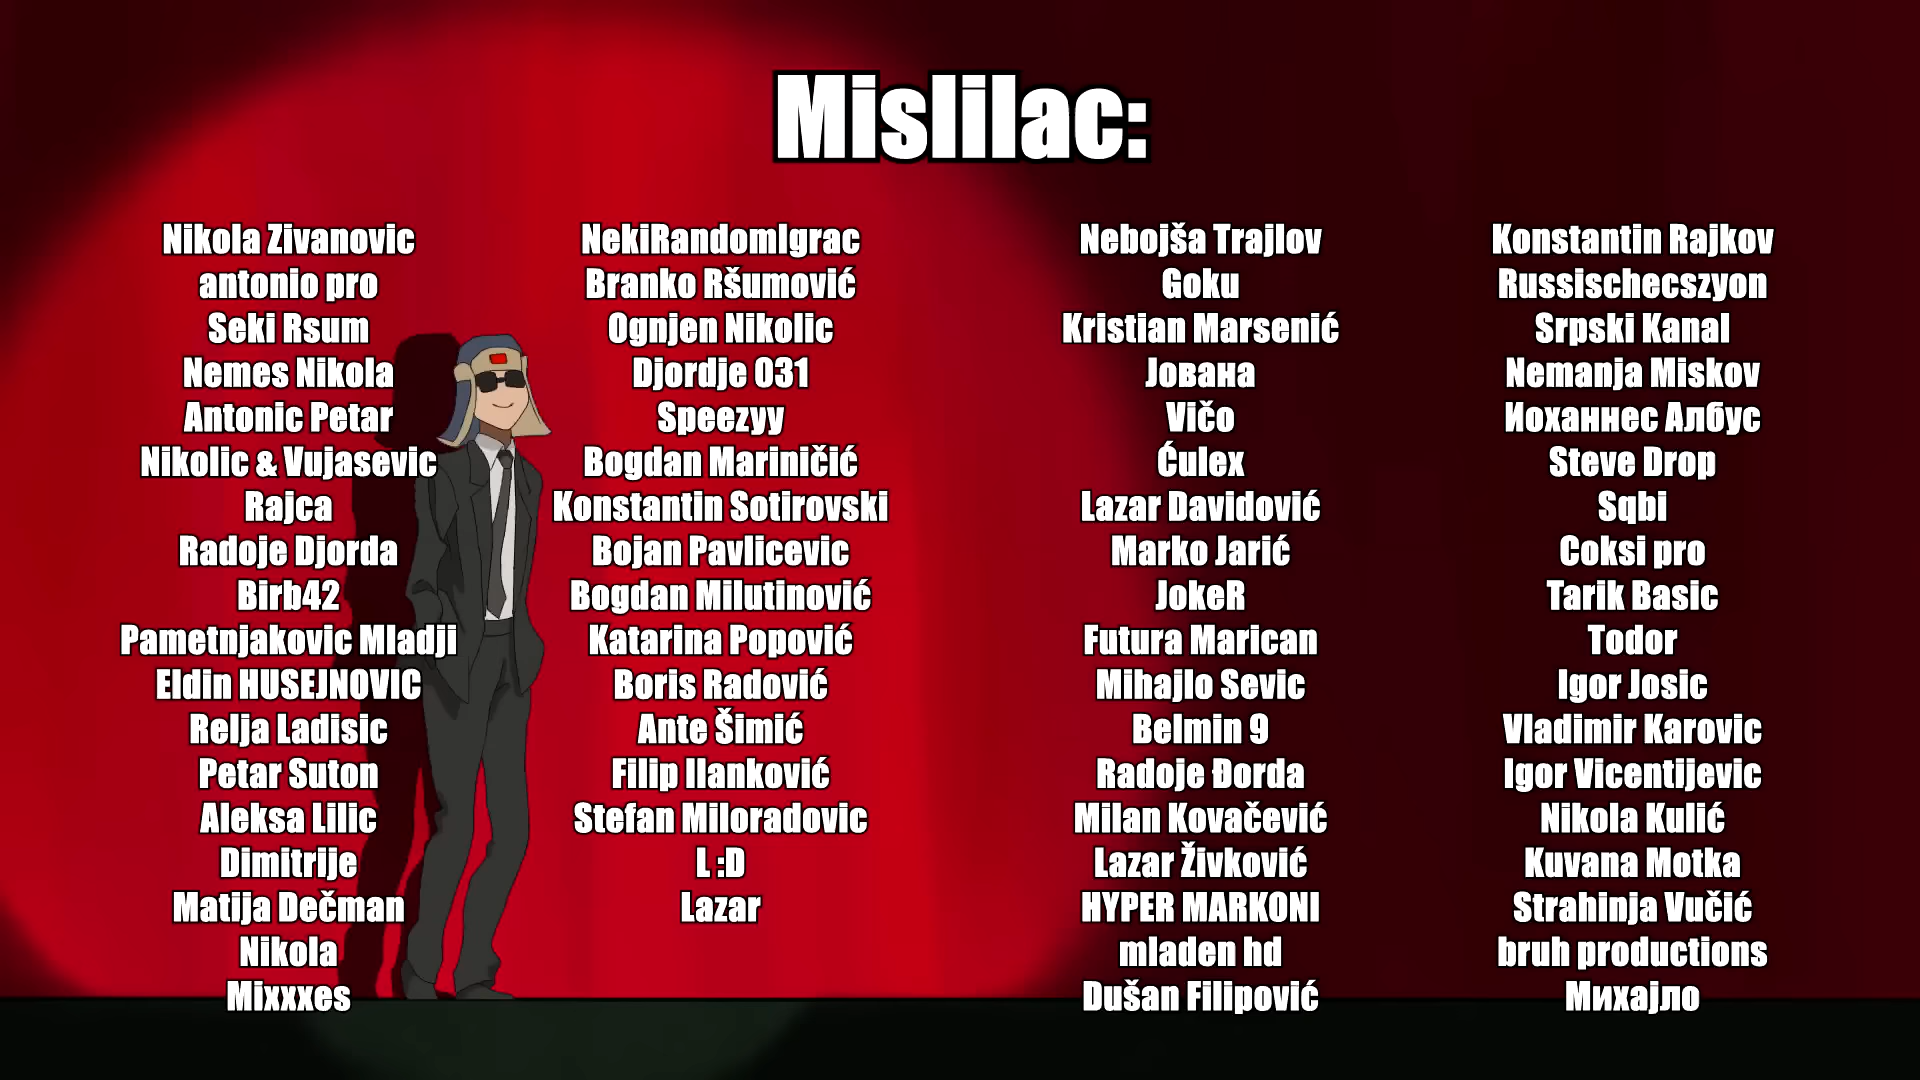 Mislilac:
Nikola Zivanovic
antonio pro
Seki Rsum
Nemes Nikola
Antonic Petar
Nikolic & Vujasevic
Rajca
Radoje Djorda
Birb42
Pametnjakovic Mladji
Eldin HUSEJNOVIC
Relja Ladisic
Petar Suton
Aleksa Lilic
Dimitrije
Matija Dečman
Nikola
Mixxxes
NekiRandomIgrac
Branko Ršumović
Ognjen Nikolic
Djordje 031
Speezyy
Bogdan Mariničić
Konstantin Sotirovski
Bojan Pavlicevic
Bogdan Milutinović
Katarina Popović
Boris Radović
Ante Šimić
Filip Ilanković
Stefan Miloradovic
L :D
Lazar
Nebojša Trajlov
Goku
Kristian Marsenić
Јована
Vičo
Ćulex
Lazar Davidović
Marko Jarić
JokeR
Futura Marican
Mihajlo Sevic
Belmin 9
Radoje Đorda
Milan Kovačević
Lazar Živković
HYPER MARKONI
mladen hd
Dušan Filipović
Konstantin Rajkov
Russischecszyon
Srpski Kanal
Nemanja Miskov
Иоханнес Албус
Steve Drop
Sqbi
Coksi pro
Tarik Basic
Todor
Igor Josic
Vladimir Karovic
Igor Vicentijevic
Nikola Kulić
Kuvana Motka
Strahinja Vučić
bruh productions
Михајло